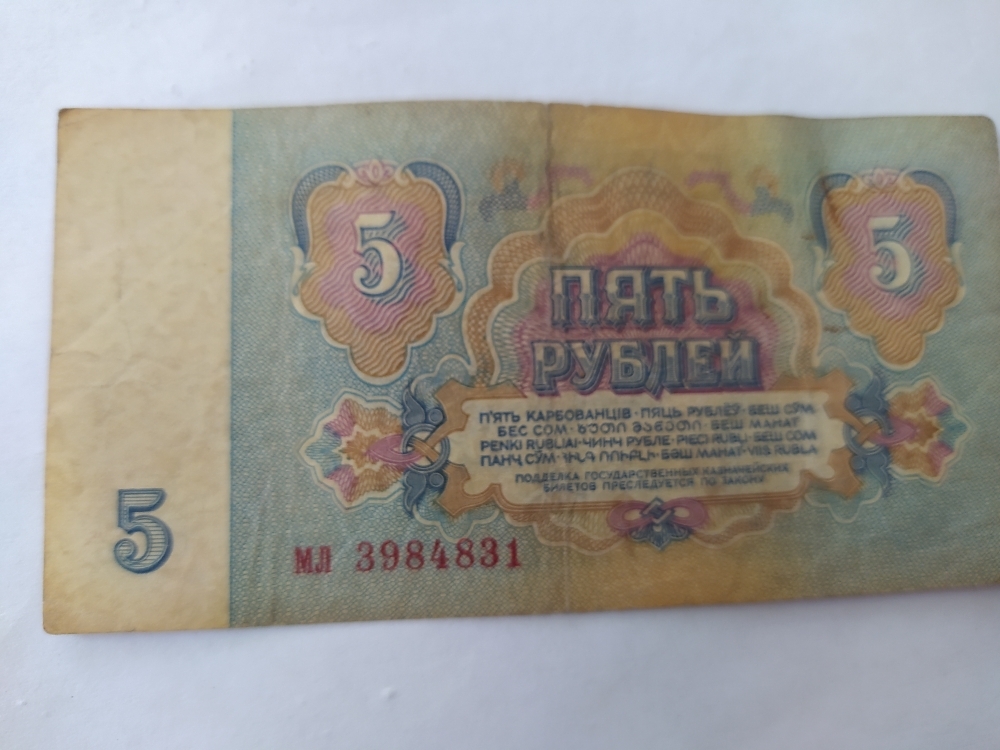 5 5
ПЯТЬ
РУБЛЕЙ
П'ЯТЬ КАРБОВАНЦІВ · ПЯЦЬ РУБЛЁЎ · БЕШ СЎМ
БЕС СОМ · ᲮᲣᲗᲘ ᲛᲐᲜᲔᲗᲘ · БЕШ МАНАТ
PENKI RUBLIAI · ЧИНЧ РУБЛЕ · PIECI RUBĻI · БЕШ СОМ
ПАНҶ СӮМ · ՀԻՆԳ ՌՈՒԲԼԻ · БӘШ МАНАТ · VIIS RUBLA
ПОДДЕЛКА ГОСУДАРСТВЕННЫХ КАЗНАЧЕЙСКИХ
БИЛЕТОВ ПРЕСЛЕДУЕТСЯ ПО ЗАКОНУ
5
мл 3984831